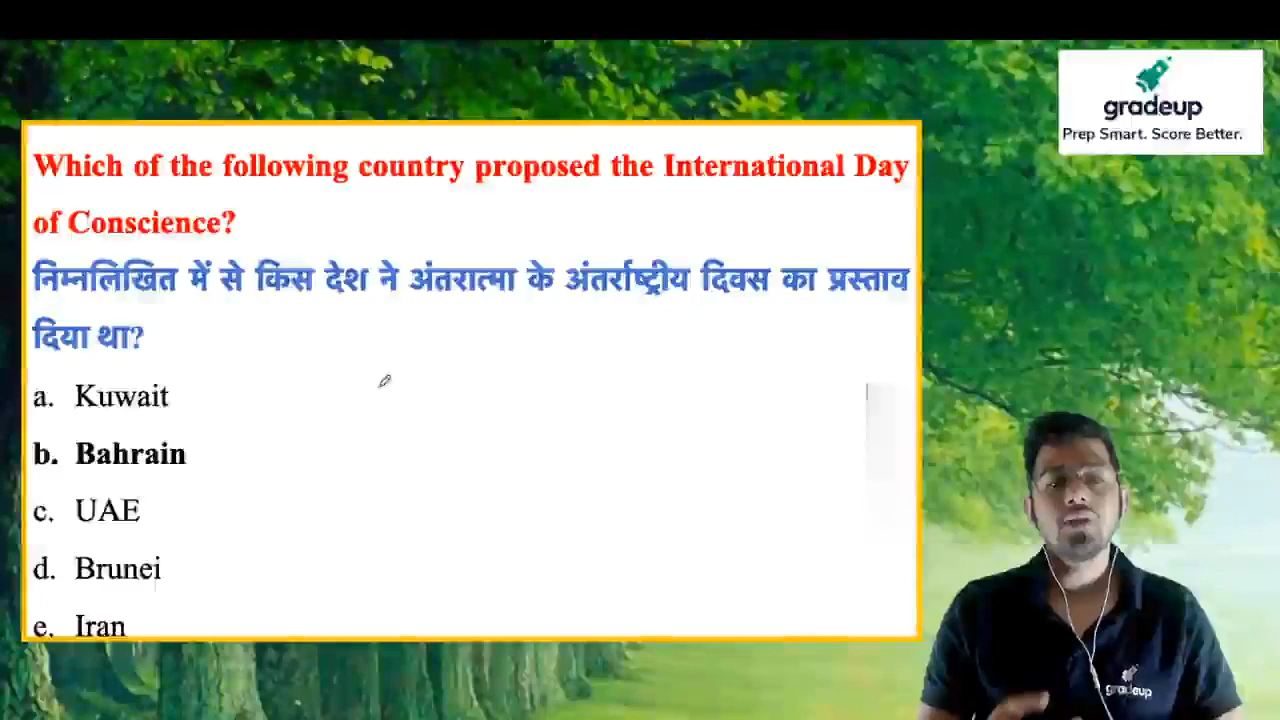 gradeup
Prep Smart. Score Better.
Which of the following country proposed the International Day
of Conscience?
निम्नलिखित में से किस देश ने अंतरात्मा के अंतर्राष्ट्रीय दिवस का प्रस्ताव
दिया था?
a. Kuwait
b. Bahrain
c. UAE
d. Brunei
e. Iran
gradeup